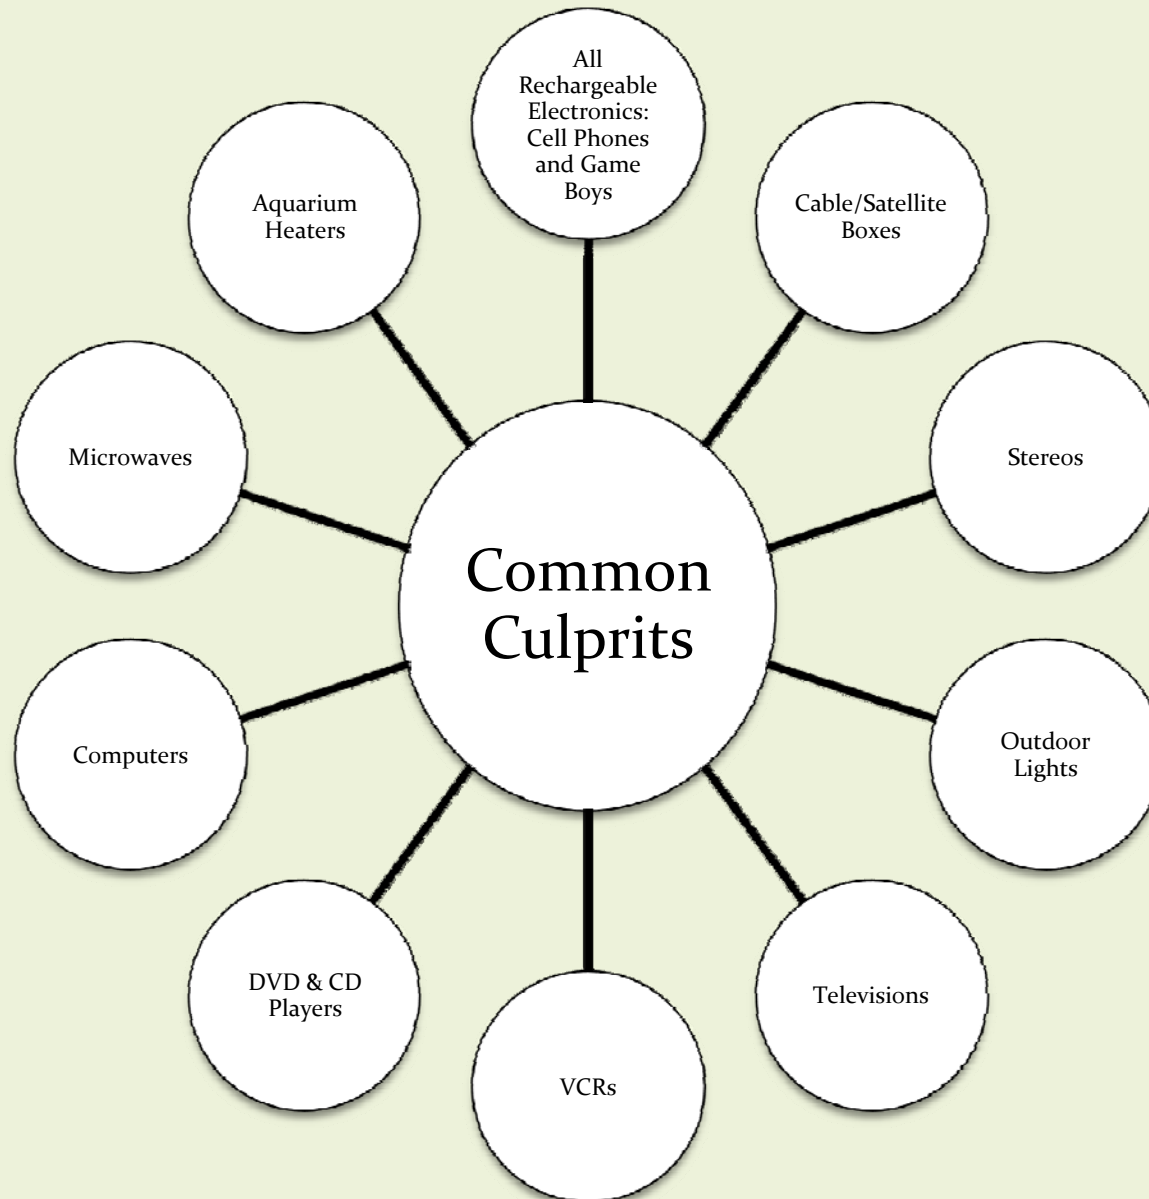 All
Rechargeable
Electronics:
Cell Phones
and Game
Boys
Cable/Satellite
Boxes
Stereos
Outdoor
Lights
Televisions
VCRs
DVD & CD
Players
Computers
Microwaves
Aquarium
Heaters
Common
Culprits